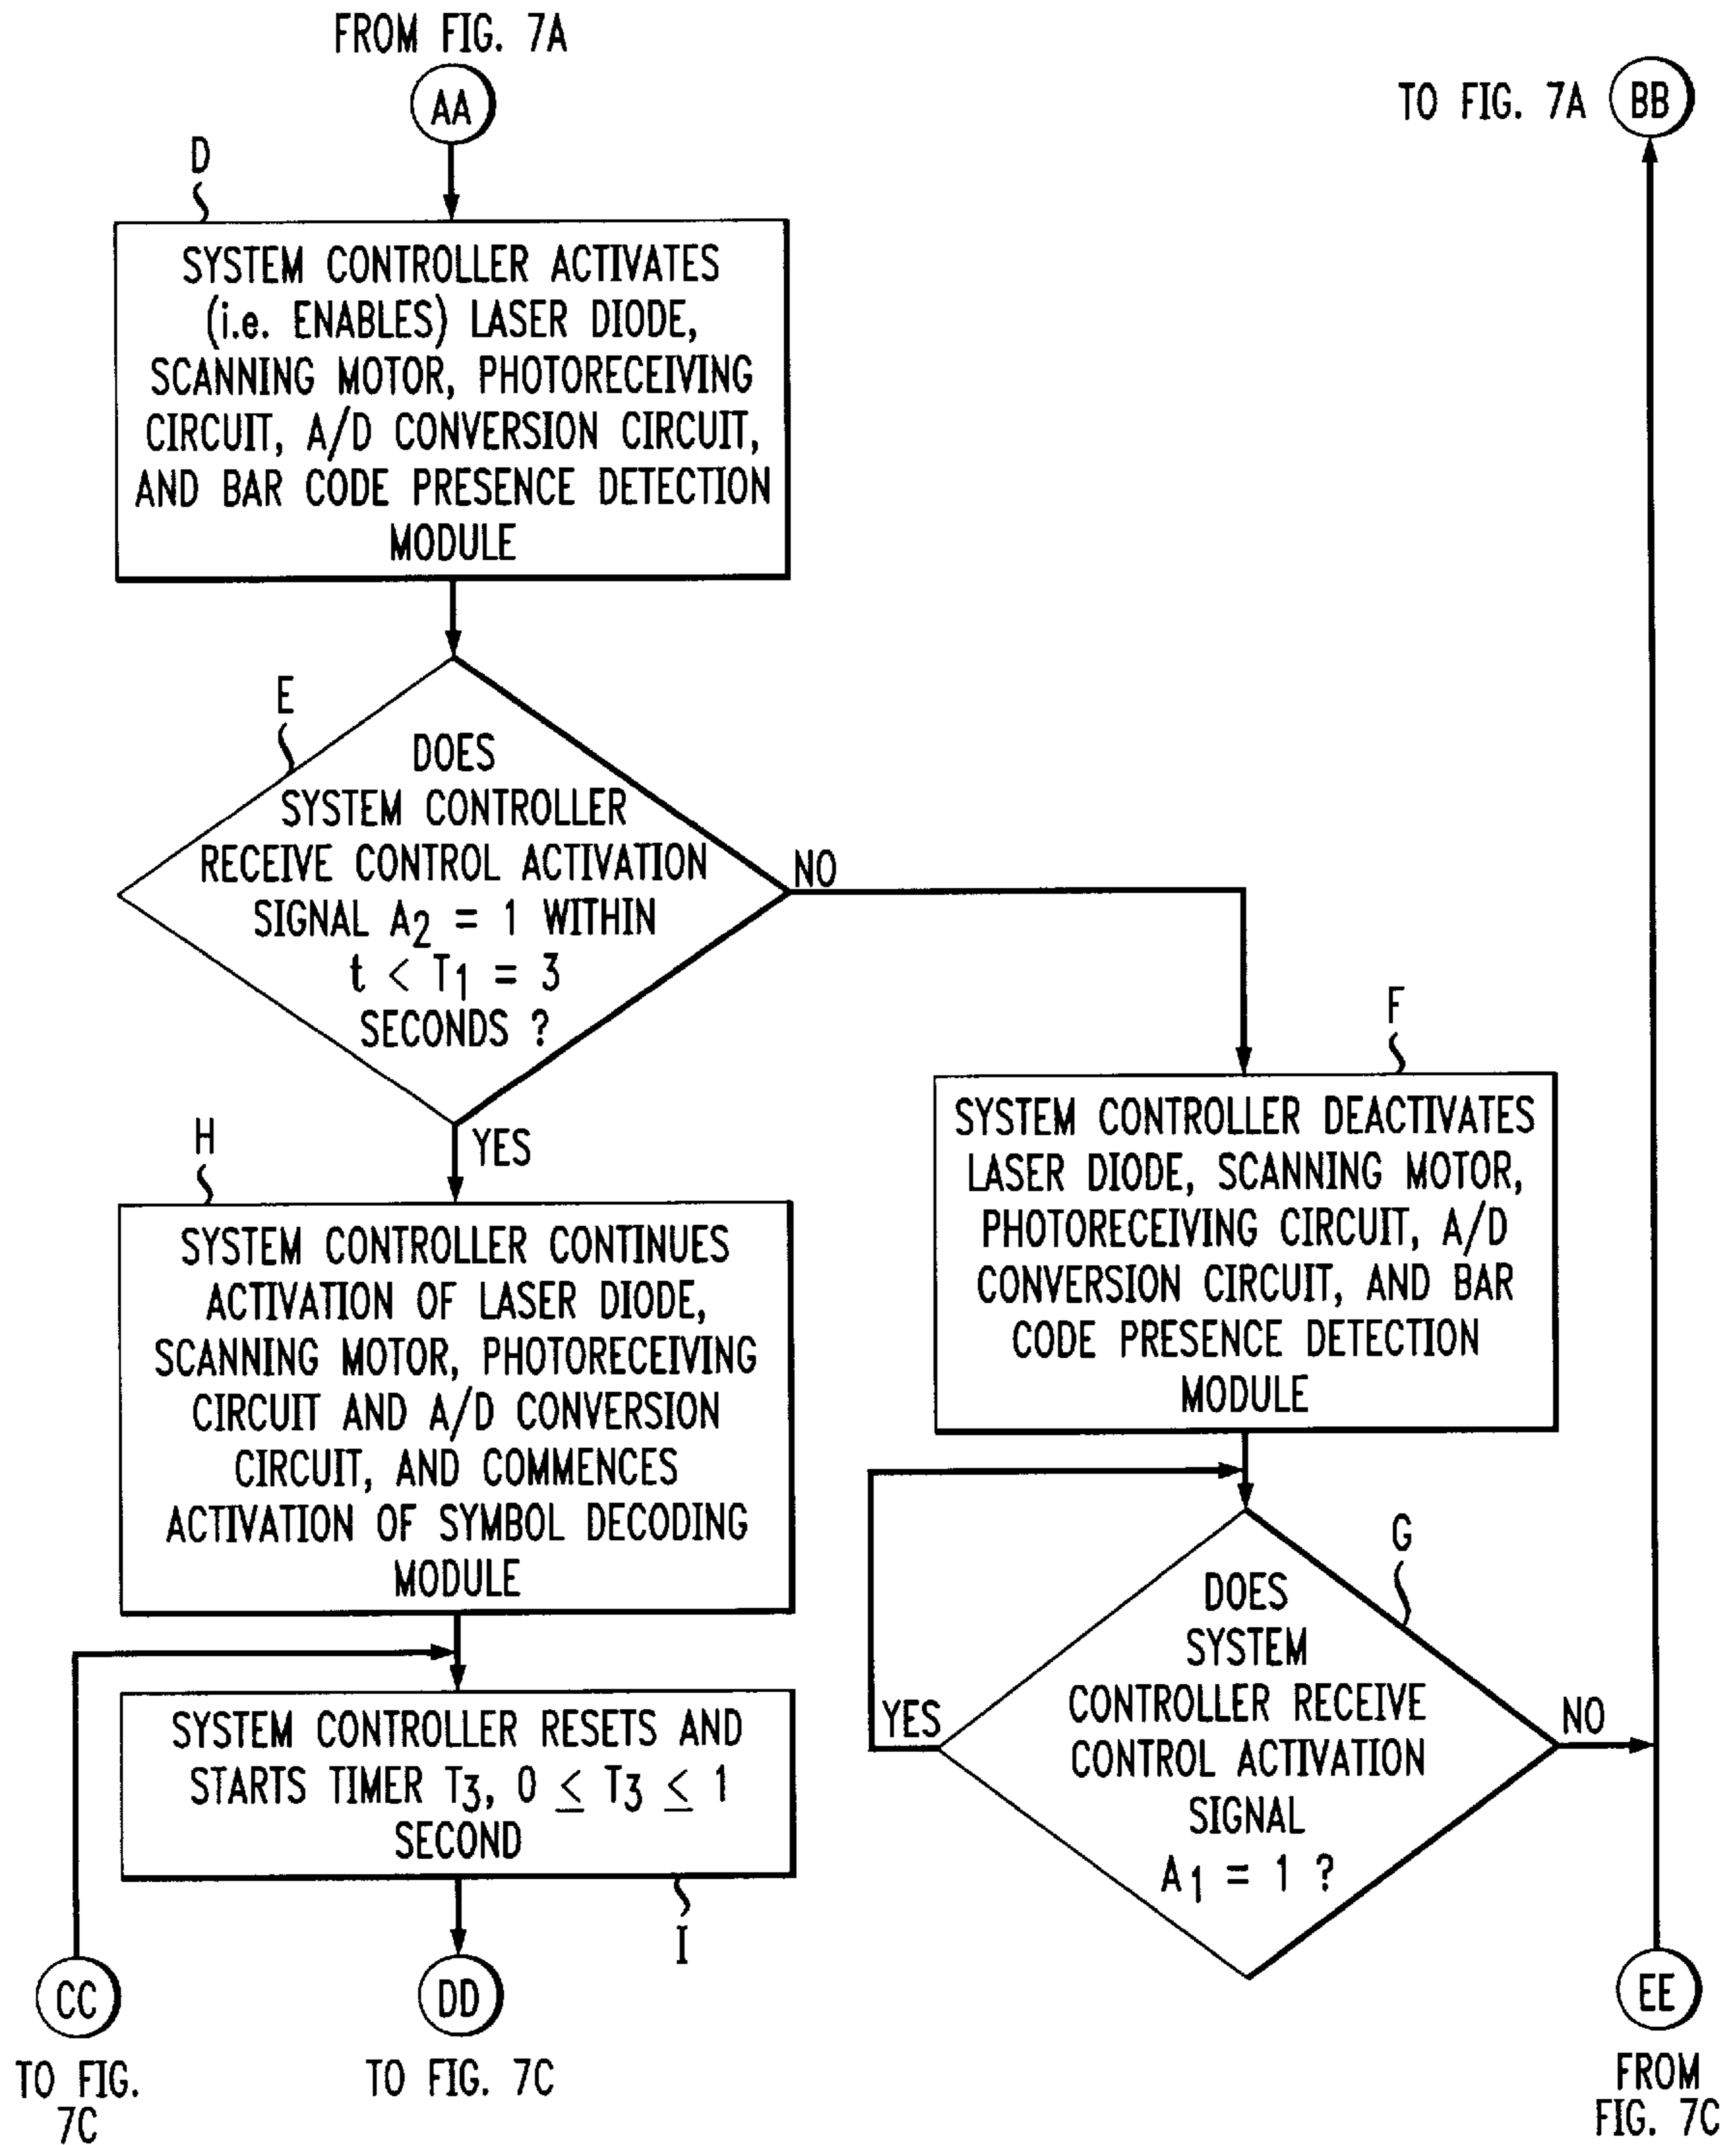 FROM FIG. 7A
AA
TO FIG. 7A
BB
D
SYSTEM CONTROLLER ACTIVATES
(i.e. ENABLES) LASER DIODE,
SCANNING MOTOR, PHOTORECEIVING
CIRCUIT, A/D CONVERSION CIRCUIT,
AND BAR CODE PRESENCE DETECTION
MODULE
E
DOES
SYSTEM CONTROLLER
RECEIVE CONTROL ACTIVATION
SIGNAL A2 = 1 WITHIN
t < T1 = 3
SECONDS ?
NO
YES
F
SYSTEM CONTROLLER DEACTIVATES
LASER DIODE, SCANNING MOTOR,
PHOTORECEIVING CIRCUIT, A/D
CONVERSION CIRCUIT, AND BAR
CODE PRESENCE DETECTION
MODULE
H
SYSTEM CONTROLLER CONTINUES
ACTIVATION OF LASER DIODE,
SCANNING MOTOR, PHOTORECEIVING
CIRCUIT AND A/D CONVERSION
CIRCUIT, AND COMMENCES
ACTIVATION OF SYMBOL DECODING
MODULE
G
DOES
SYSTEM
CONTROLLER RECEIVE
CONTROL ACTIVATION
SIGNAL
A1 = 1 ?
YES
NO
SYSTEM CONTROLLER RESETS AND
STARTS TIMER T3, 0 ≤ T3 ≤ 1
SECOND
I
CC
TO FIG.
7C
DD
TO FIG. 7C
EE
FROM
FIG. 7C